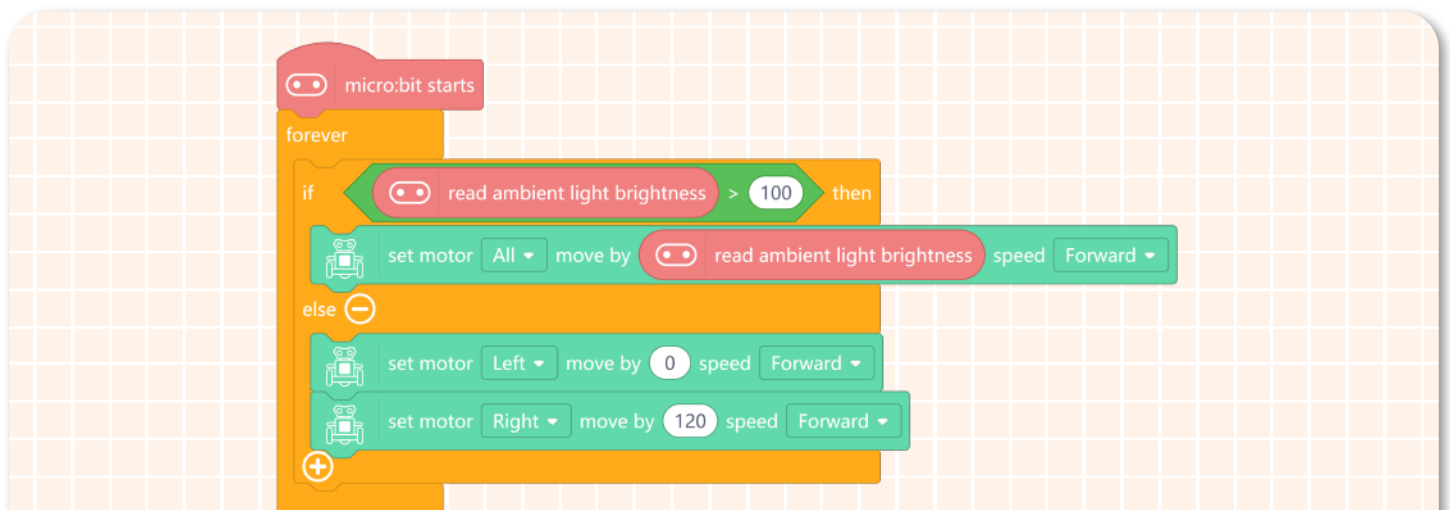 micro:bit starts
forever
if read ambient light brightness > 100 then
set motor All move by read ambient light brightness speed Forward
else
set motor Left move by 0 speed Forward
set motor Right move by 120 speed Forward